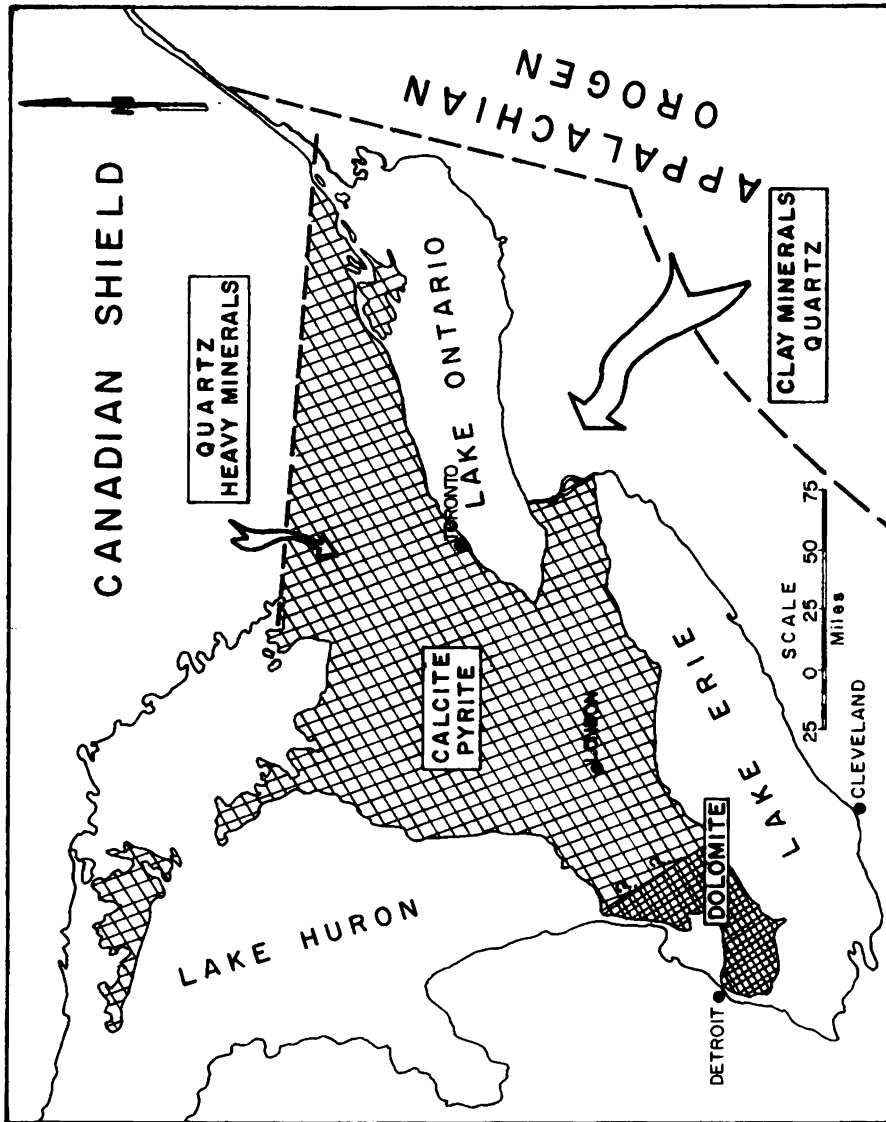 CANADIAN SHIELD
N
QUARTZ
HEAVY MINERALS
APPALACHIAN
OROGEN
LAKE HURON
CALCITE
PYRITE
TORONTO
LAKE ONTARIO
LONDON
CLAY MINERALS
QUARTZ
?
?
DOLOMITE
LAKE ERIE
DETROIT
CLEVELAND
SCALE
25 0 25 50 75
Miles